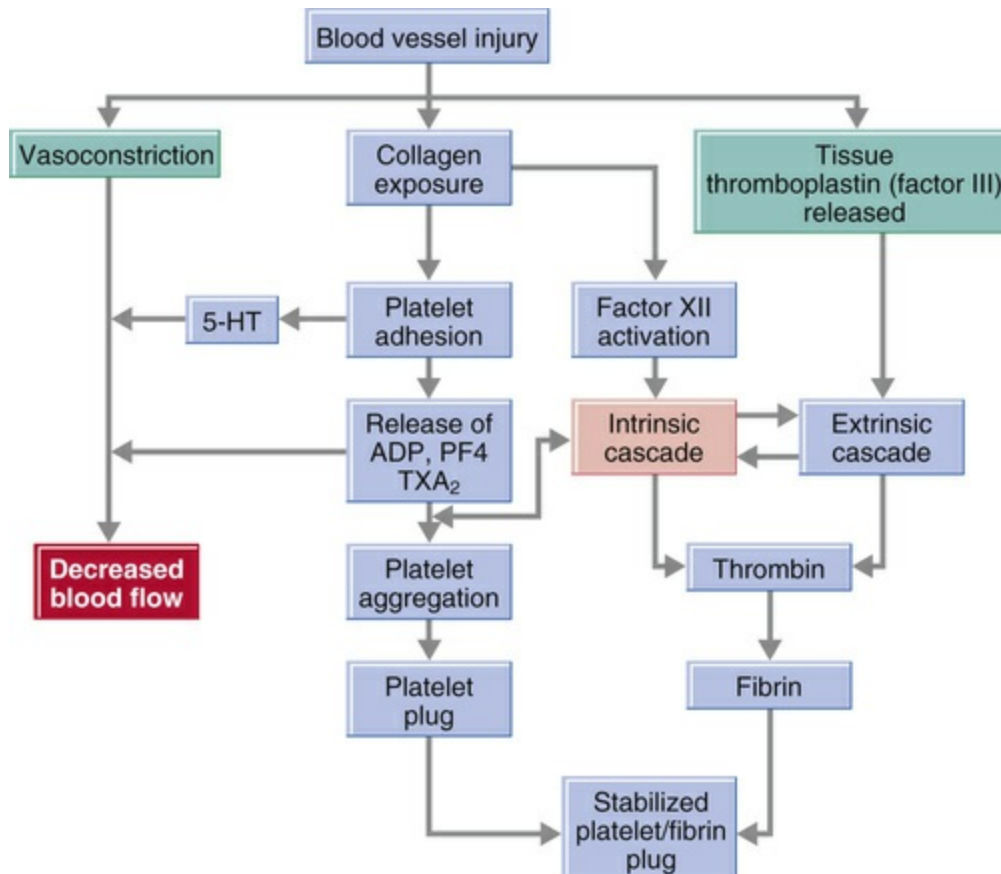 Blood vessel injury
Vasoconstriction
Collagen
exposure
Tissue
thromboplastin (factor III)
released
5-HT
Platelet
adhesion
Factor XII
activation
Release of
ADP, PF4
TXA₂
Intrinsic
cascade
Extrinsic
cascade
Decreased
blood flow
Platelet
aggregation
Thrombin
Platelet
plug
Fibrin
Stabilized
platelet/fibrin
plug